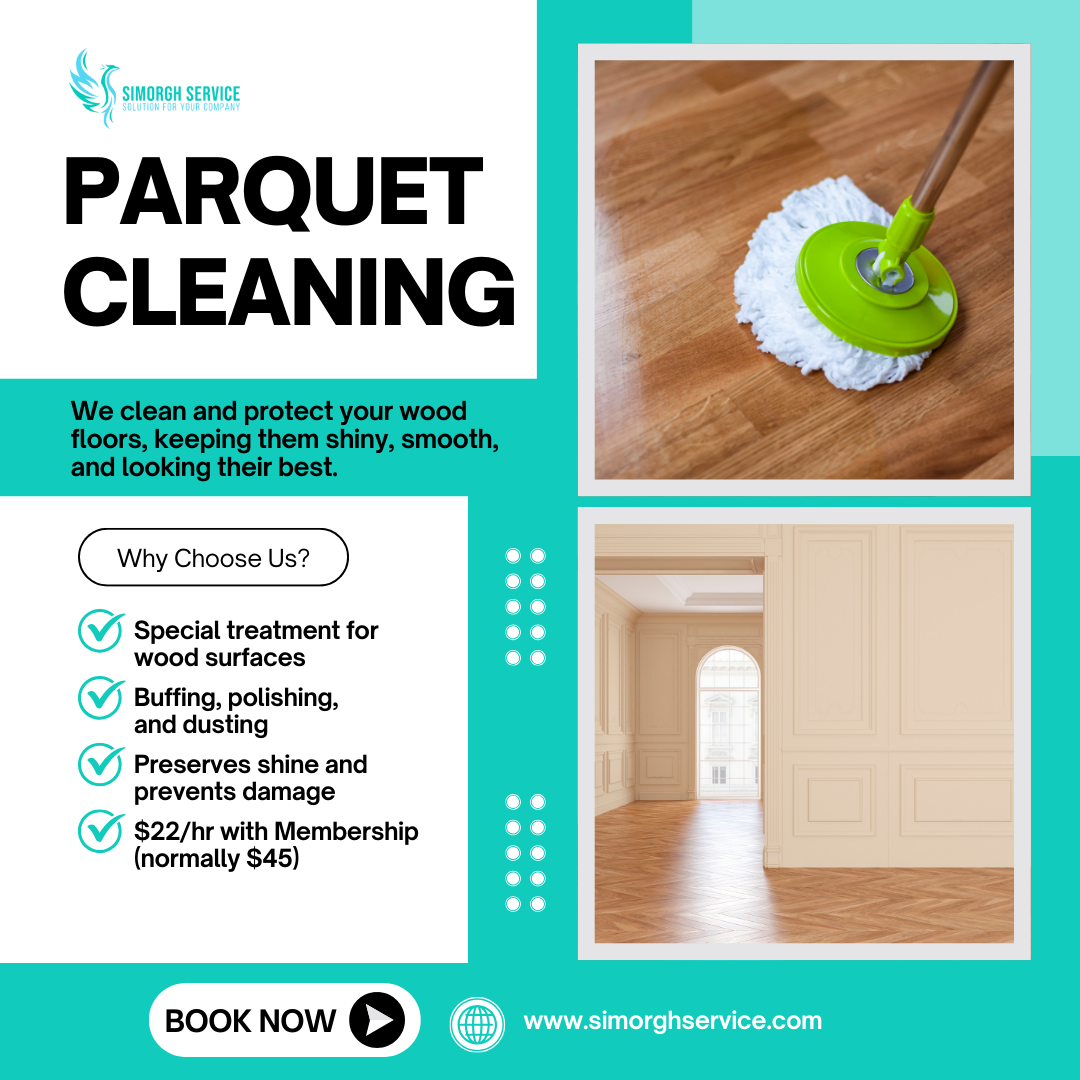 SIMORGH SERVICE
SOLUTION FOR YOUR COMPANY
PARQUET
CLEANING
We clean and protect your wood
floors, keeping them shiny, smooth,
and looking their best.
Why Choose Us?
Special treatment for
wood surfaces
Buffing, polishing,
and dusting
Preserves shine and
prevents damage
$22/hr with Membership
(normally $45)
BOOK NOW
www.simorghservice.com